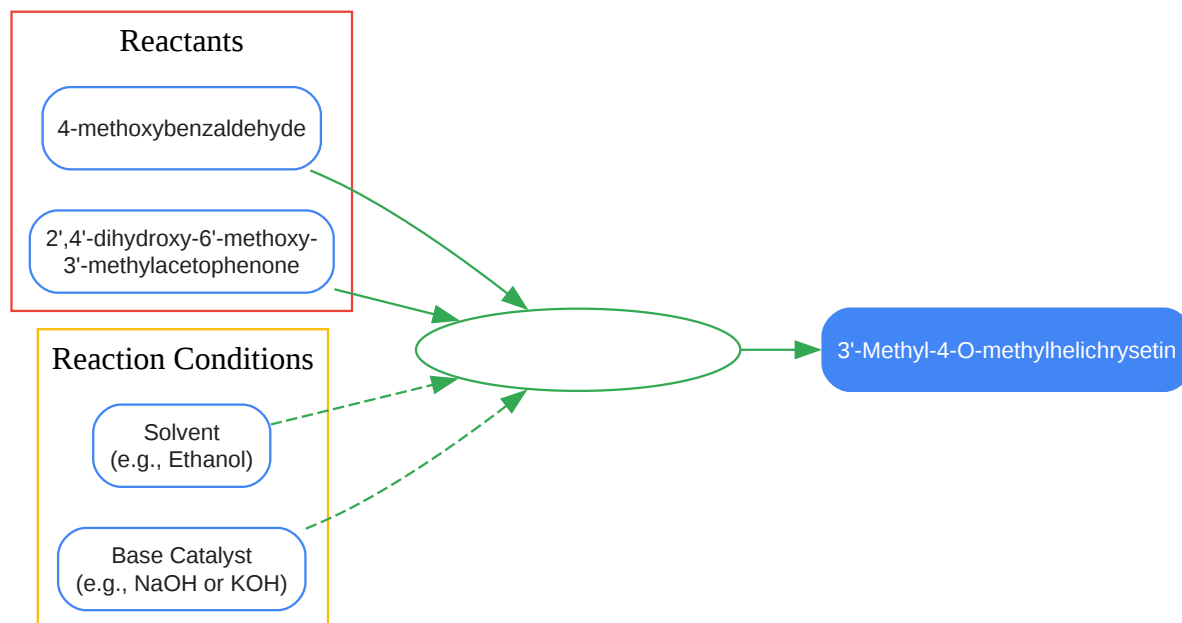 Reactants
4-methoxybenzaldehyde
2',4'-dihydroxy-6'-methoxy-
3'-methylacetophenone
Reaction Conditions
Solvent
(e.g., Ethanol)
Base Catalyst
(e.g., NaOH or KOH)
3'-Methyl-4-O-methylhelichrysetin